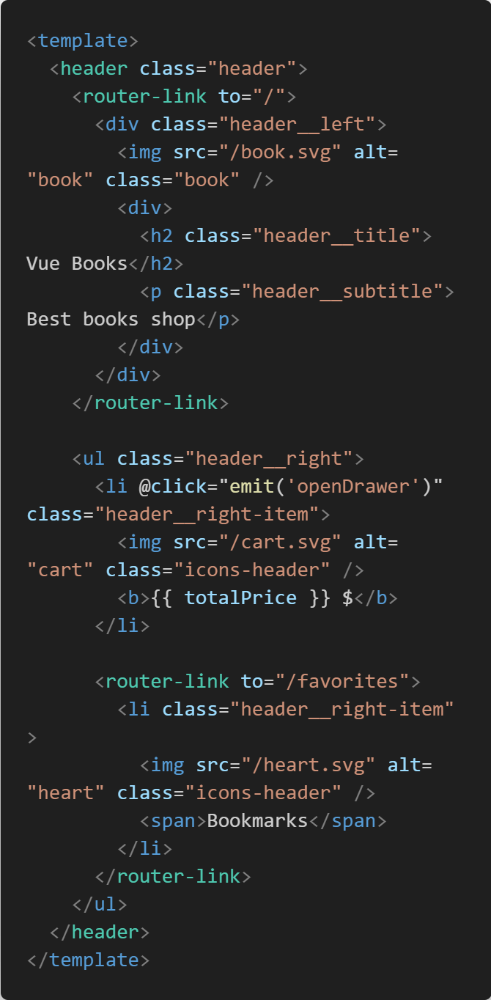 <template>
  <header class="header">
    <router-link to="/">
      <div class="header__left">
        <img src="/book.svg" alt=
"book" class="book" />
        <div>
          <h2 class="header__title">
Vue Books</h2>
          <p class="header__subtitle">
Best books shop</p>
        </div>
      </div>
    </router-link>

    <ul class="header__right">
      <li @click="emit('openDrawer')"
class="header__right-item">
        <img src="/cart.svg" alt=
"cart" class="icons-header" />
        <b>{{ totalPrice }} $</b>
      </li>

      <router-link to="/favorites">
        <li class="header__right-item"
>
          <img src="/heart.svg" alt=
"heart" class="icons-header" />
          <span>Bookmarks</span>
        </li>
      </router-link>
    </ul>
  </header>
</template>